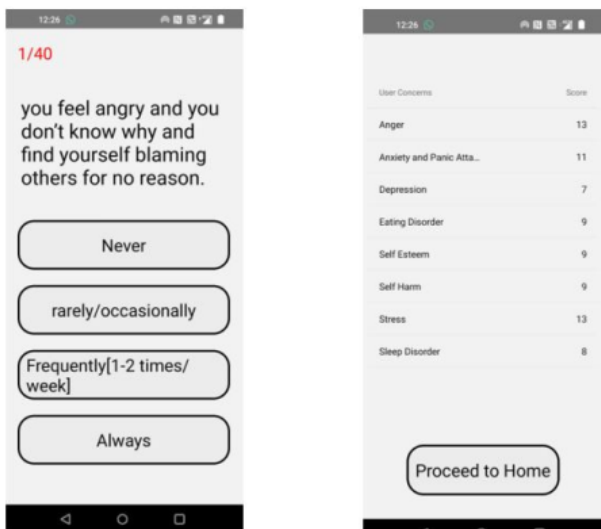 12:26
1/40
you feel angry and you
don't know why and
find yourself blaming
others for no reason.
Never
rarely/occasionally
Frequently[1-2 times/
week]
Always
12:26
User Concerns Score
Anger 13
Anxiety and Panic Atta... 11
Depression 7
Eating Disorder 9
Self Esteem 9
Self Harm 9
Stress 13
Sleep Disorder 8
Proceed to Home